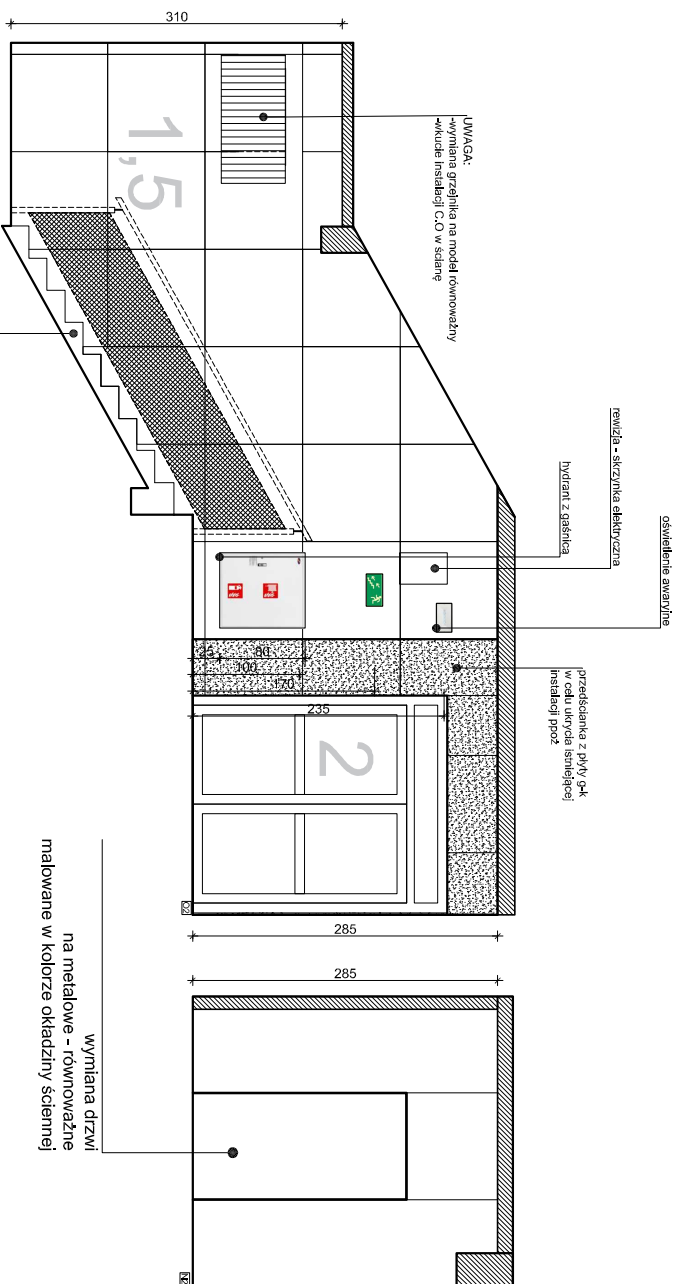 310
1,5
UWAGA:
-wymiana grzejnika na model równoważny
-wkucie instalacji C.O w ścianę
rewizja - skrzynka elektryczna
hydrant z gaśnicą
oświetlenie awaryjne
przedścianka z płyty g-k
w celu ukrycia istniejącej
instalacji ppoż
25
80
100
170
235
2
285
285
wymiana drzwi
na metalowe - równoważne
malowane w kolorze okładziny ściennej